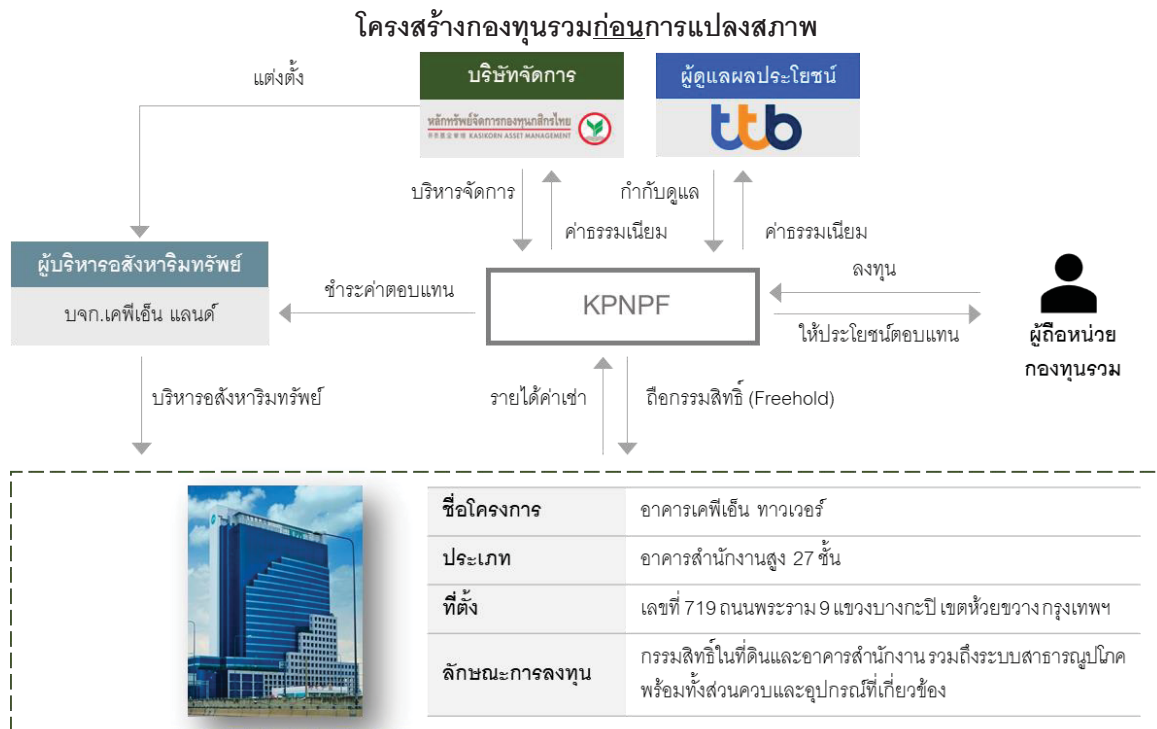 โครงสร้างกองทุนรวมก่อนการแปลงสภาพ
แต่งตั้ง
บริษัทจัดการ
ผู้ดูแลผลประโยชน์
หลักทรัพย์จัดการกองทุนกสิกรไทย
KASIKORN ASSET MANAGEMENT
ttb
บริหารจัดการ
ค่าธรรมเนียม
กำกับดูแล
ค่าธรรมเนียม
ผู้บริหารอสังหาริมทรัพย์
บจก.เคพีเอ็น แลนด์
ชำระค่าตอบแทน
KPNPF
ลงทุน
ให้ประโยชน์ตอบแทน
ผู้ถือหน่วย
กองทุนรวม
บริหารอสังหาริมทรัพย์
รายได้ค่าเช่า
ถือกรรมสิทธิ์ (Freehold)
ชื่อโครงการ อาคารเคพีเอ็น ทาวเวอร์
ประเภท อาคารสำนักงานสูง 27 ชั้น
ที่ตั้ง เลขที่ 719 ถนนพระราม 9 แขวงบางกะปิ เขตห้วยขวาง กรุงเทพฯ
ลักษณะการลงทุน กรรมสิทธิ์ในที่ดินและอาคารสำนักงาน รวมถึงระบบสาธารณูปโภค
พร้อมทั้งส่วนควบและอุปกรณ์ที่เกี่ยวข้อง